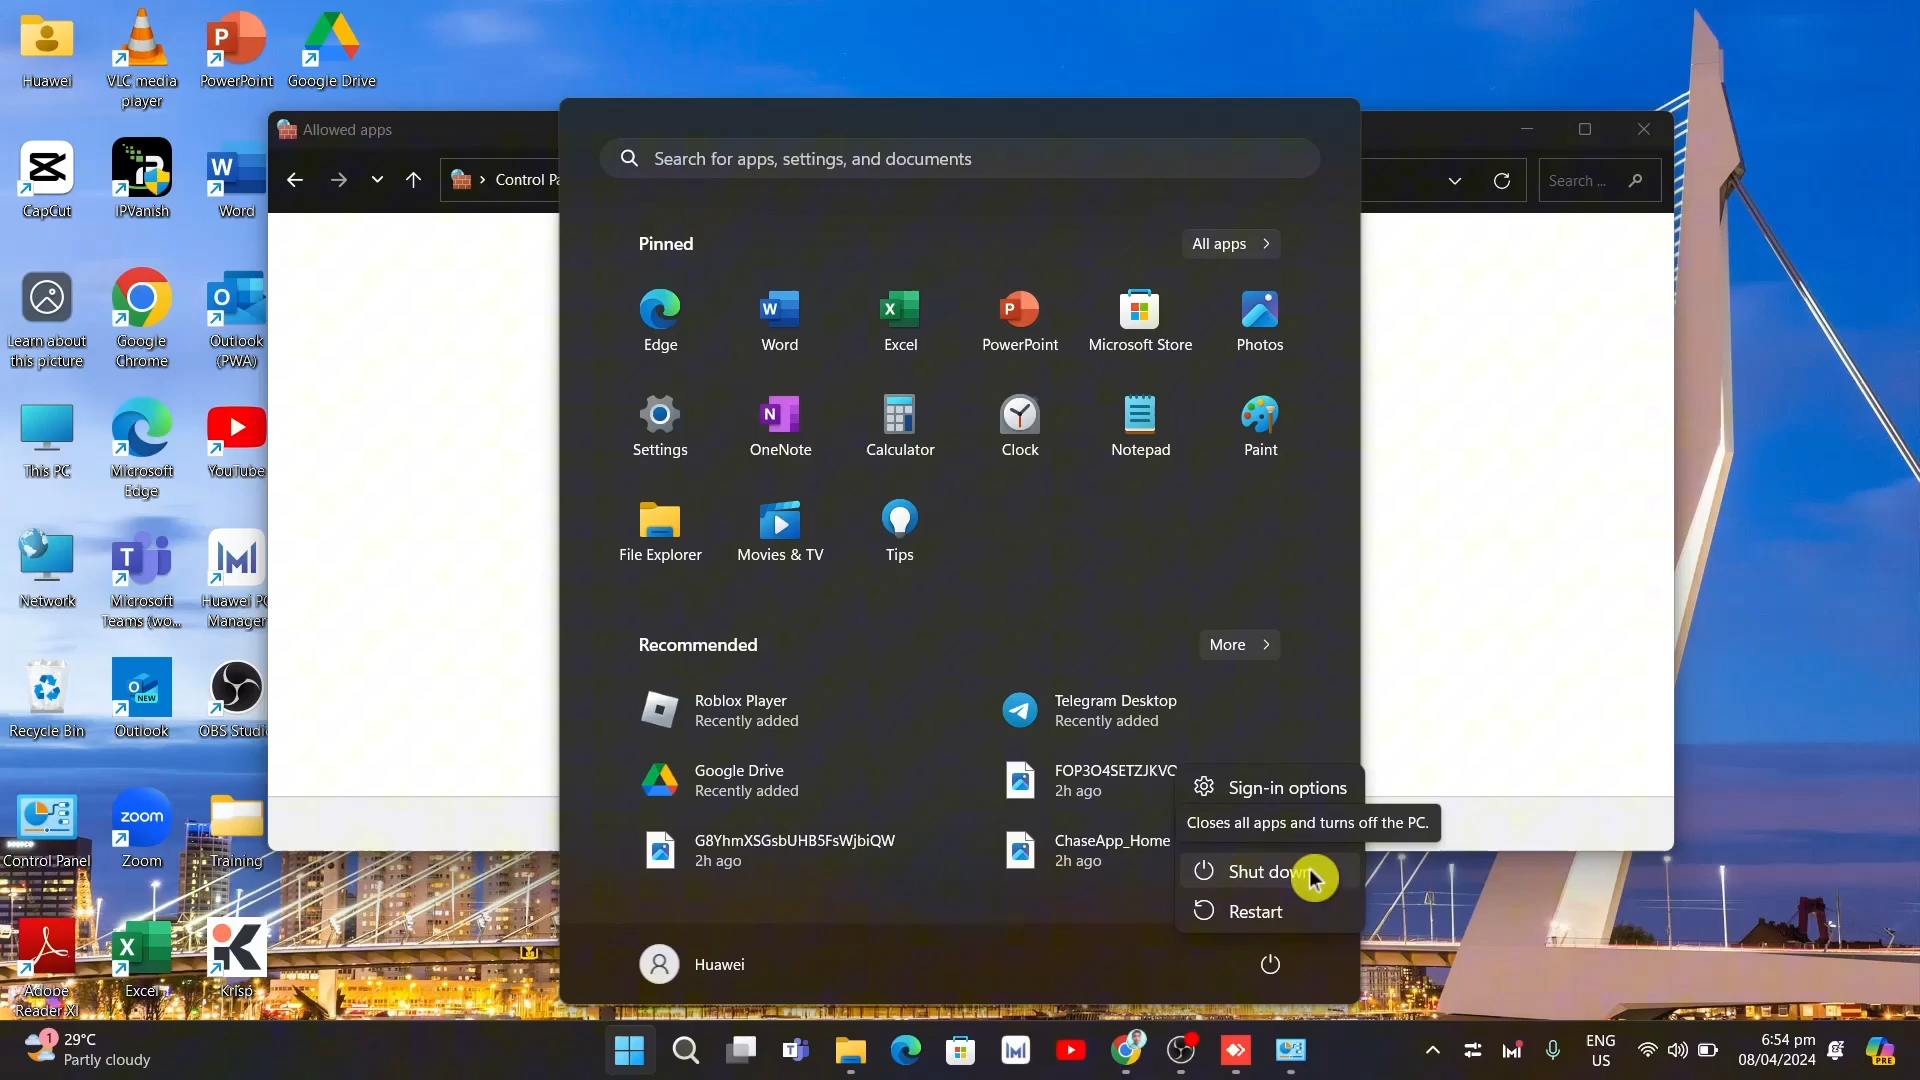 Huawei
VLC media
player
PowerPoint
Google Drive
CapCut
IPVanish
Word
Learn about
this picture
Google
Chrome
Outlook
(PWA)
This PC
Microsoft
Edge
YouTube
Network
Microsoft
Teams (wo...
Huawei PC
Manager
Recycle Bin
Outlook
NEW
OBS Studio
Control Panel
zoom
Zoom
Training
Adobe
Reader XI
Excel
Krisp
Allowed apps
Control Pa
Search ...
Search for apps, settings, and documents
Pinned
All apps
Edge
Word
Excel
PowerPoint
Microsoft Store
Photos
Settings
OneNote
Calculator
Clock
Notepad
Paint
File Explorer
Movies & TV
Tips
Recommended
More
Roblox Player
Recently added
Telegram Desktop
Recently added
Google Drive
Recently added
FOP3O4SETZJKVC
2h ago
G8YhmXSGsbUHB5FsWjbiQW
2h ago
ChaseApp_Home
2h ago
Sign-in options
Closes all apps and turns off the PC.
Shut down
Restart
Huawei
1
29°C
Partly cloudy
ENG
US
6:54 pm
08/04/2024
PRE